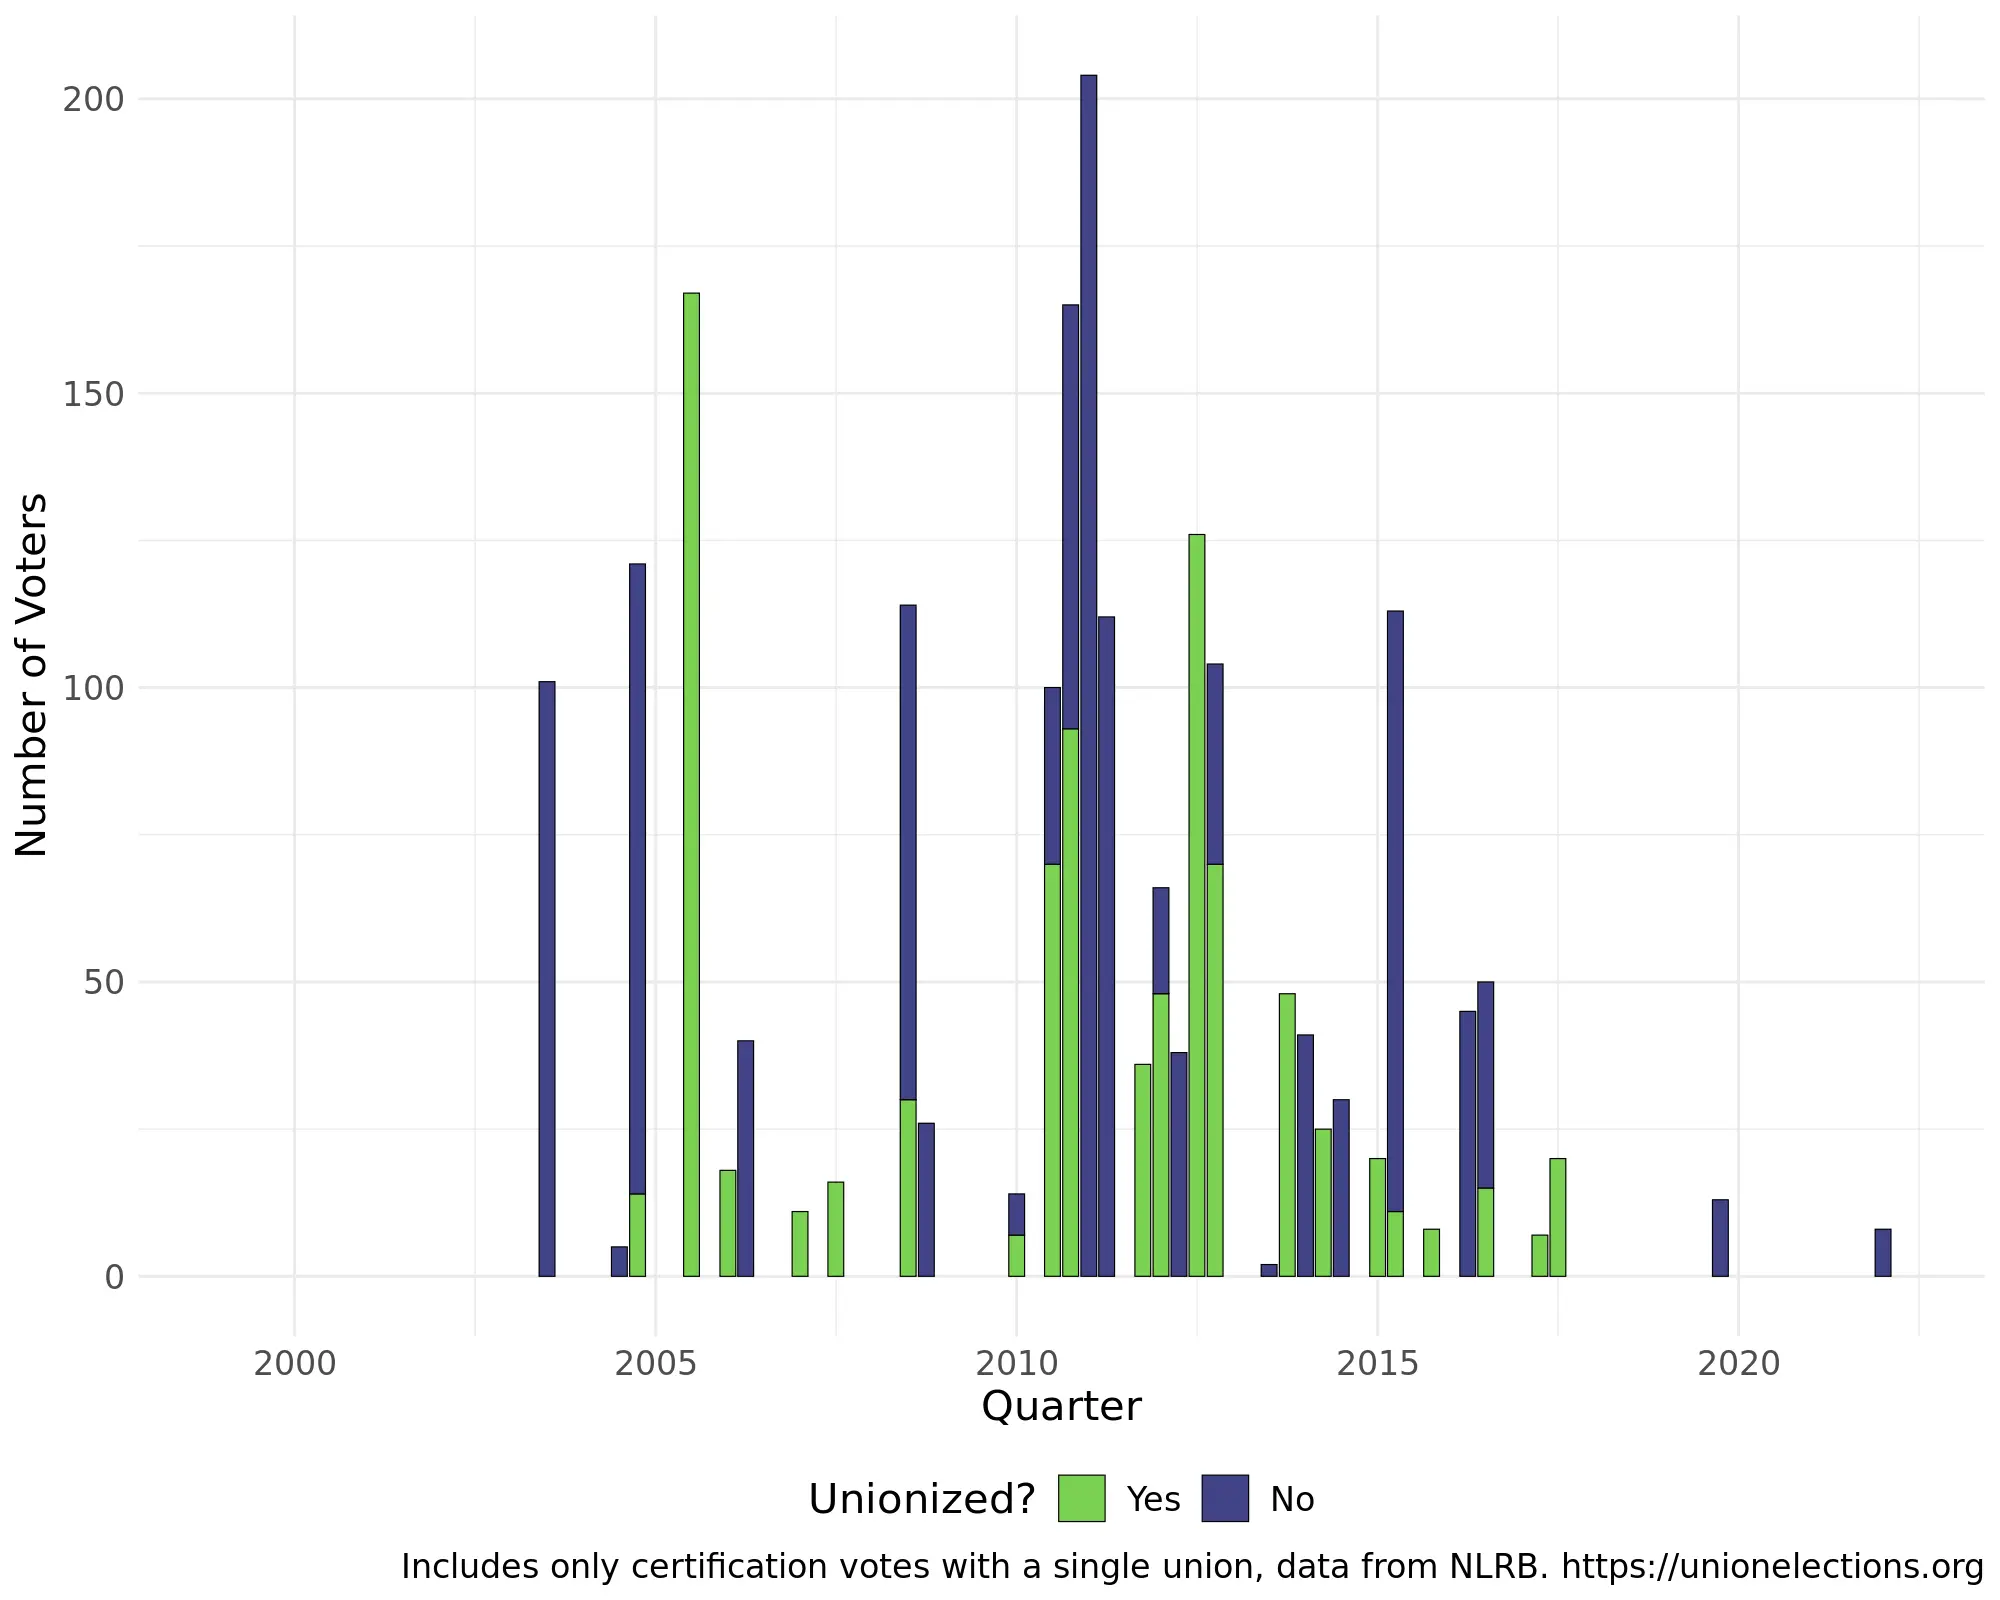 200
150
100
50
0
Number of Voters
2000 2005 2010 2015 2020
Quarter
Unionized? Yes No
Includes only certification votes with a single union, data from NLRB. https://unionelections.org